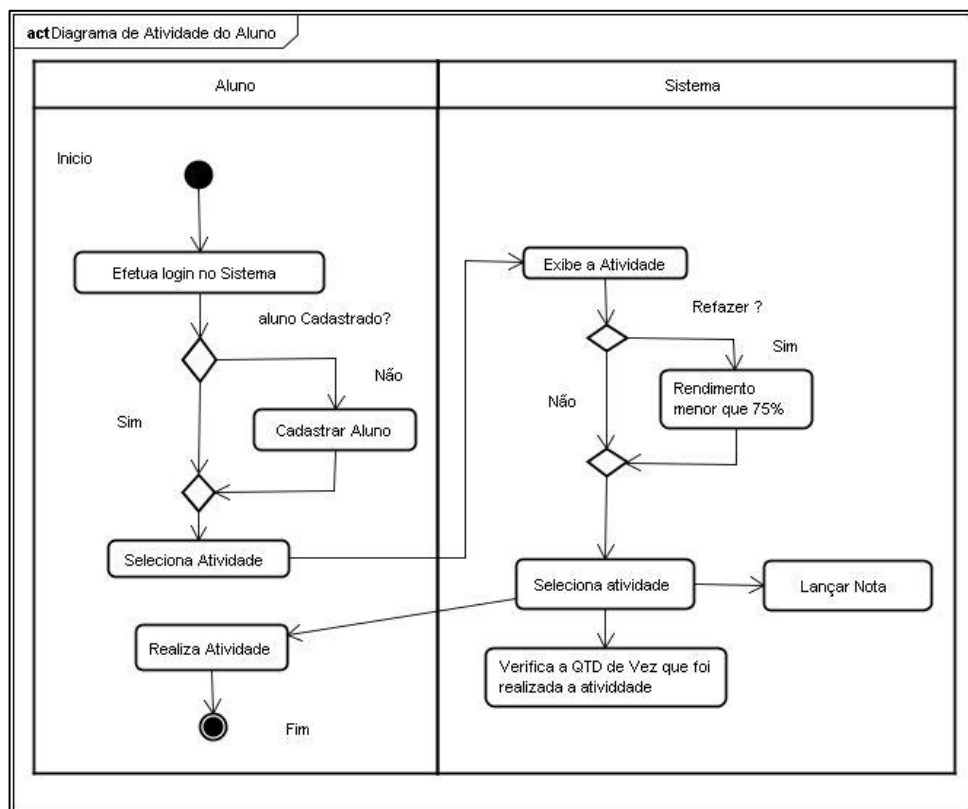 act Diagrama de Atividade do Aluno
Aluno
Sistema
Inicio
Efetua login no Sistema
aluno Cadastrado?
Não
Sim
Cadastrar Aluno
Seleciona Atividade
Realiza Atividade
Fim
Exibe a Atividade
Refazer ?
Sim
Não
Rendimento
menor que 75%
Seleciona atividade
Lançar Nota
Verifica a QTD de Vez que foi
realizada a atividdade